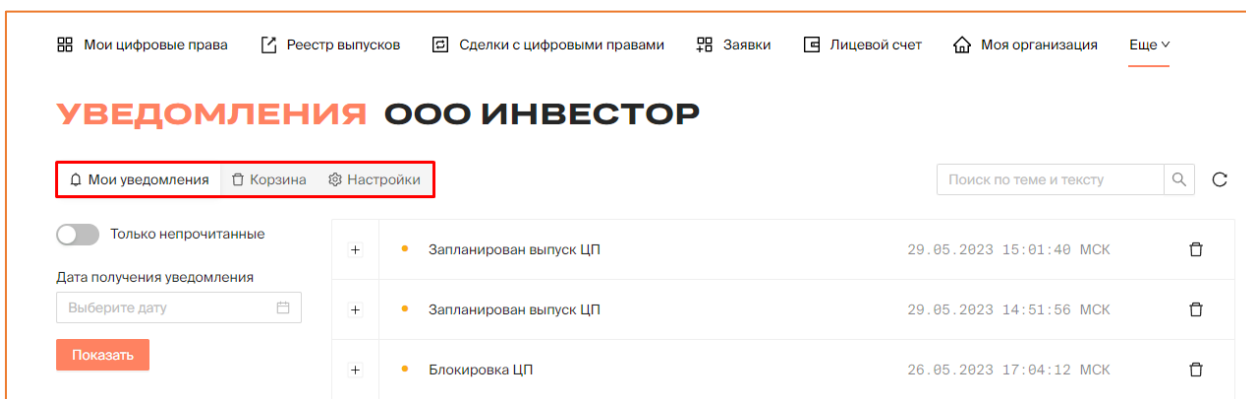 Мои цифровые права Реестр выпусков Сделки с цифровыми правами Заявки Лицевой счет Моя организация Еще
УВЕДОМЛЕНИЯ ООО ИНВЕСТОР
Мои уведомления Корзина Настройки Поиск по теме и тексту
Только непрочитанные
Дата получения уведомления
Выберите дату
Показать
Запланирован выпуск ЦП 29.05.2023 15:01:40 МСК
Запланирован выпуск ЦП 29.05.2023 14:51:56 МСК
Блокировка ЦП 26.05.2023 17:04:12 МСК